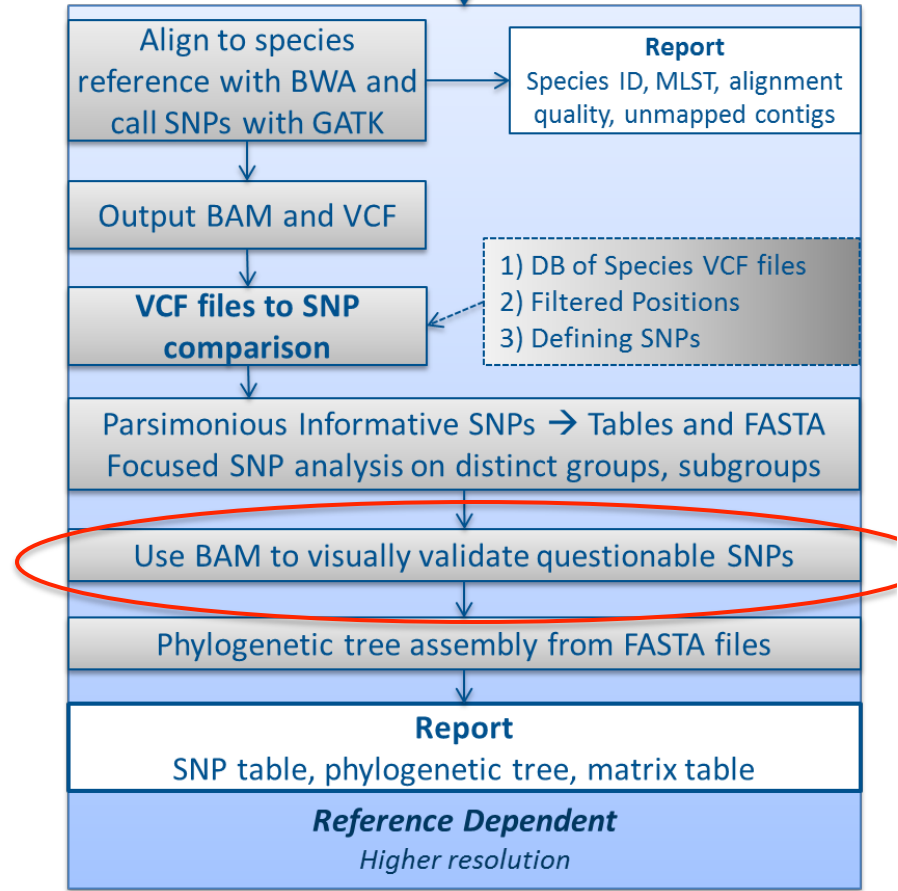 Align to species
reference with BWA and
call SNPs with GATK
Report
Species ID, MLST, alignment
quality, unmapped contigs
Output BAM and VCF
1) DB of Species VCF files
2) Filtered Positions
3) Defining SNPs
VCF files to SNP
comparison
Parsimonious Informative SNPs → Tables and FASTA
Focused SNP analysis on distinct groups, subgroups
Use BAM to visually validate questionable SNPs
Phylogenetic tree assembly from FASTA files
Report
SNP table, phylogenetic tree, matrix table
Reference Dependent
Higher resolution